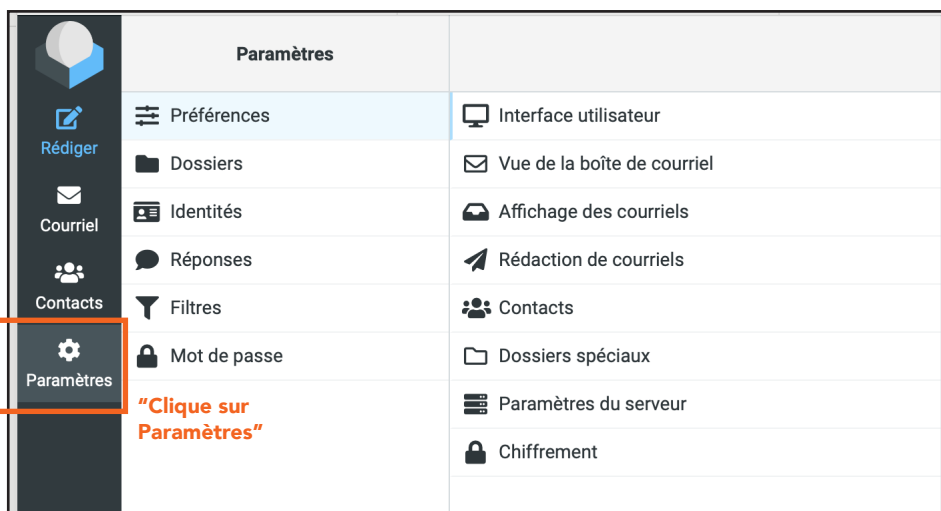 Paramètres
Rédiger
Courriel
Contacts
Paramètres
Préférences
Dossiers
Identités
Réponses
Filtres
Mot de passe
"Clique sur
Paramètres"
Interface utilisateur
Vue de la boîte de courriel
Affichage des courriels
Rédaction de courriels
Contacts
Dossiers spéciaux
Paramètres du serveur
Chiffrement